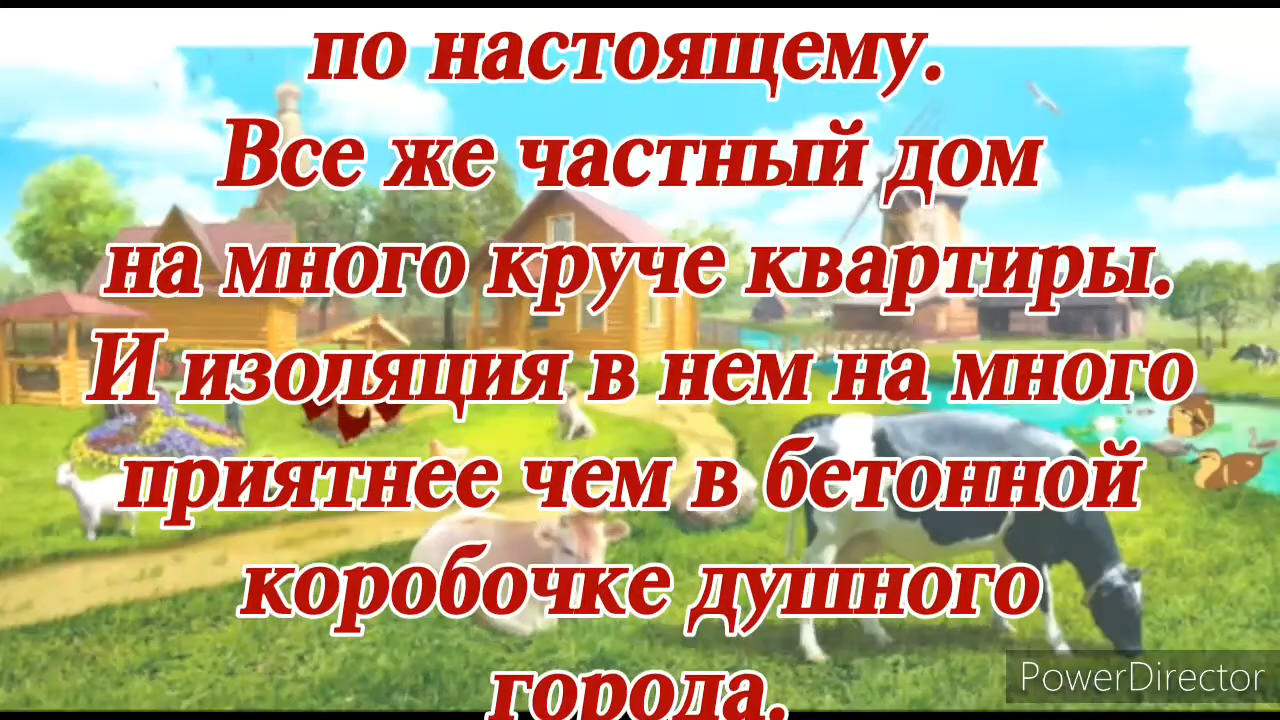 по настоящему.
Все же частный дом
на много круче квартиры.
И изоляция в нем на много
приятнее чем в бетонной
коробочке душного
города.
PowerDirector